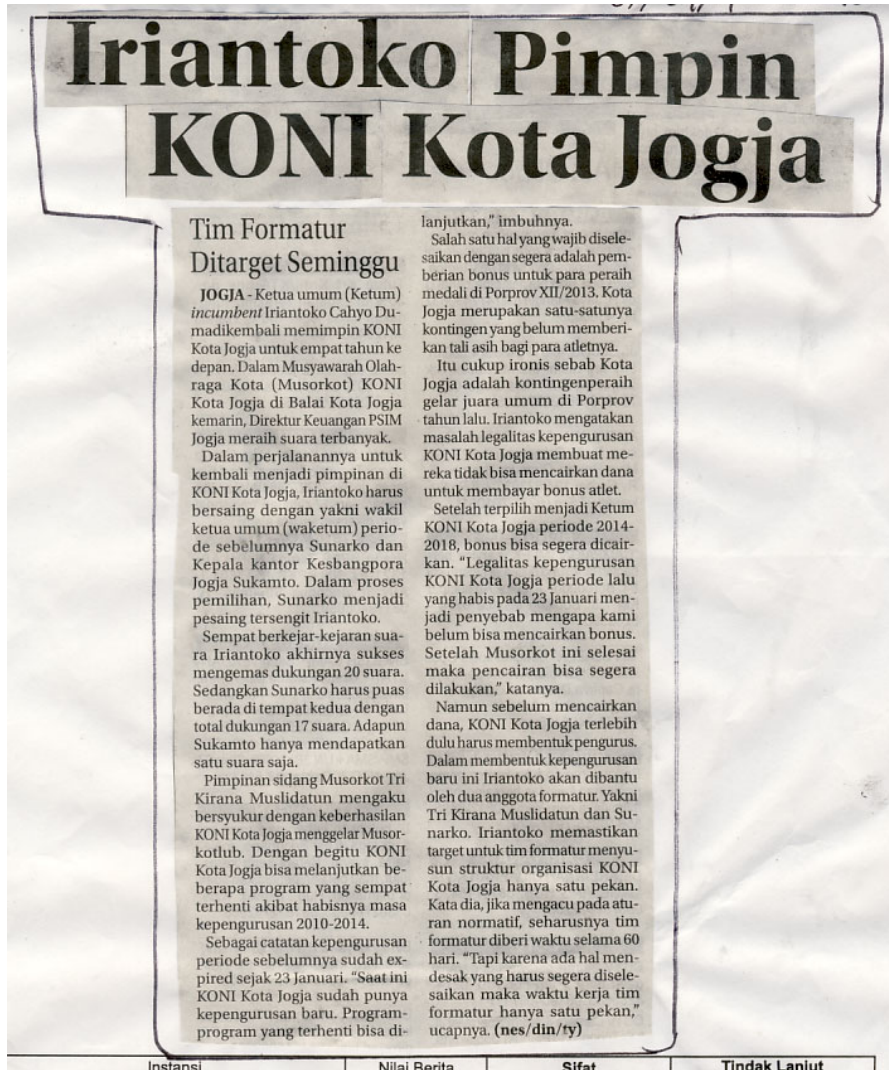 Iriantoko Pimpin
KONI Kota Jogja
Tim Formatur
Ditarget Seminggu
JOGJA - Ketua umum (Ketum)
incumbent Iriantoko Cahyo Du-
madikembali memimpin KONI
Kota Jogja untuk empat tahun ke
depan. Dalam Musyawarah Olah-
raga Kota (Musorkot) KONI
Kota Jogja di Balai Kota Jogja
kemarin, Direktur Keuangan PSIM
Jogja meraih suara terbanyak.
Dalam perjalanannya untuk
kembali menjadi pimpinan di
KONI Kota Jogja, Iriantoko harus
bersaing dengan yakni wakil
ketua umum (waketum) perio-
de sebelumnya Sunarko dan
Kepala kantor Kesbangpora
Jogja Sukamto. Dalam proses
pemilihan, Sunarko menjadi
pesaing tersengit Iriantoko.
Sempat berkejar-kejaran sua-
ra Iriantoko akhirnya sukses
mengemas dukungan 20 suara.
Sedangkan Sunarko harus puas
berada di tempat kedua dengan
total dukungan 17 suara. Adapun
Sukamto hanya mendapatkan
satu suara saja.
Pimpinan sidang Musorkot Tri
Kirana Muslidatun mengaku
bersyukur dengan keberhasilan
KONI Kota Jogja menggelar Musor-
kotlub. Dengan begitu KONI
Kota Jogja bisa melanjutkan be-
berapa program yang sempat
terhenti akibat habisnya masa
kepengurusan 2010-2014.
Sebagai catatan kepengurusan
periode sebelumnya sudah ex-
pired sejak 23 Januari. "Saat ini
KONI Kota Jogja sudah punya
kepengurusan baru. Program-
program yang terhenti bisa di-
lanjutkan," imbuhnya.
Salah satu hal yang wajib disele-
saikan dengan segera adalah pem-
berian bonus untuk para peraih
medali di Porprov XII/2013. Kota
Jogja merupakan satu-satunya
kontingen yang belum memberi-
kan tali asih bagi para atletnya.
Itu cukup ironis sebab Kota
Jogja adalah kontingenperaih
gelar juara umum di Porprov
tahun lalu. Iriantoko mengatakan
masalah legalitas kepengurusan
KONI Kota Jogja membuat me-
reka tidak bisa mencairkan dana
untuk membayar bonus atlet.
Setelah terpilih menjadi Ketum
KONI Kota Jogja periode 2014-
2018, bonus bisa segera dicair-
kan. "Legalitas kepengurusan
KONI Kota Jogja periode lalu
yang habis pada 23 Januari men-
jadi penyebab mengapa kami
belum bisa mencairkan bonus.
Setelah Musorkot ini selesai
maka pencairan bisa segera
dilakukan," katanya.
Namun sebelum mencairkan
dana, KONI Kota Jogja terlebih
dulu harus membentuk pengurus.
Dalam membentuk kepengurusan
baru ini Iriantoko akan dibantu
oleh dua anggota formatur. Yakni
Tri Kirana Muslidatun dan Su-
narko. Iriantoko memastikan
target untuk tim formatur menyu-
sun struktur organisasi KONI
Kota Jogja hanya satu pekan.
Kata dia, jika mengacu pada atu-
ran normatif, seharusnya tim
formatur diberi waktu selama 60
hari. "Tapi karena ada hal men-
desak yang harus segera disele-
saikan maka waktu kerja tim
formatur hanya satu pekan,"
ucapnya. (nes/din/ty)
Instansi Nilai Berita Sifat Tindak Lanjut